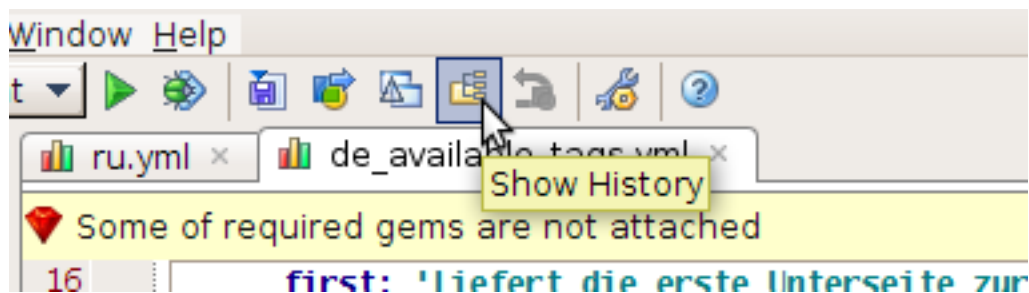 Window Help
t
ru.yml × de_available_tags.yml ×
Show History
Some of required gems are not attached
16 first: 'Liefert die erste Unterseite zur